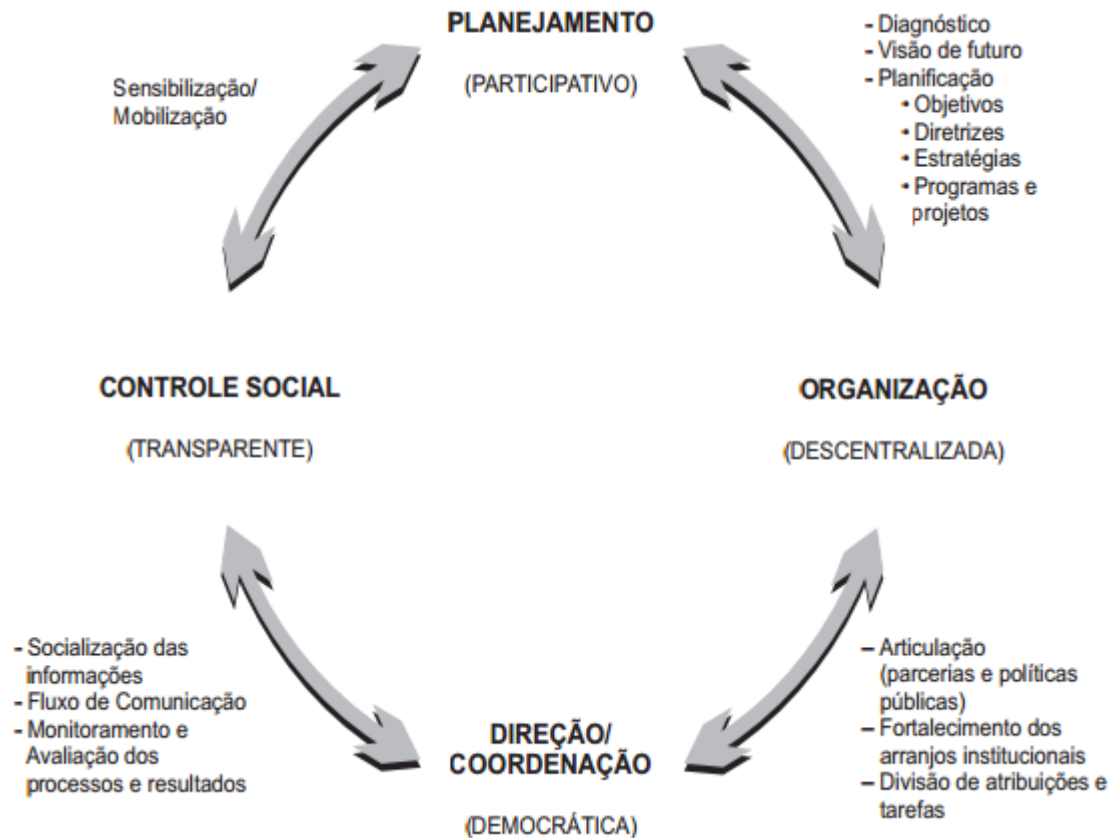 PLANEJAMENTO
(PARTICIPATIVO)
Sensibilização/
Mobilização
- Diagnóstico
- Visão de futuro
- Planificação
• Objetivos
• Diretrizes
• Estratégias
• Programas e
projetos
CONTROLE SOCIAL
(TRANSPARENTE)
ORGANIZAÇÃO
(DESCENTRALIZADA)
- Socialização das
informações
- Fluxo de Comunicação
- Monitoramento e
Avaliação dos
processos e resultados
DIREÇÃO/
COORDENAÇÃO
(DEMOCRÁTICA)
– Articulação
(parcerias e políticas
públicas)
– Fortalecimento dos
arranjos institucionais
– Divisão de atribuições e
tarefas